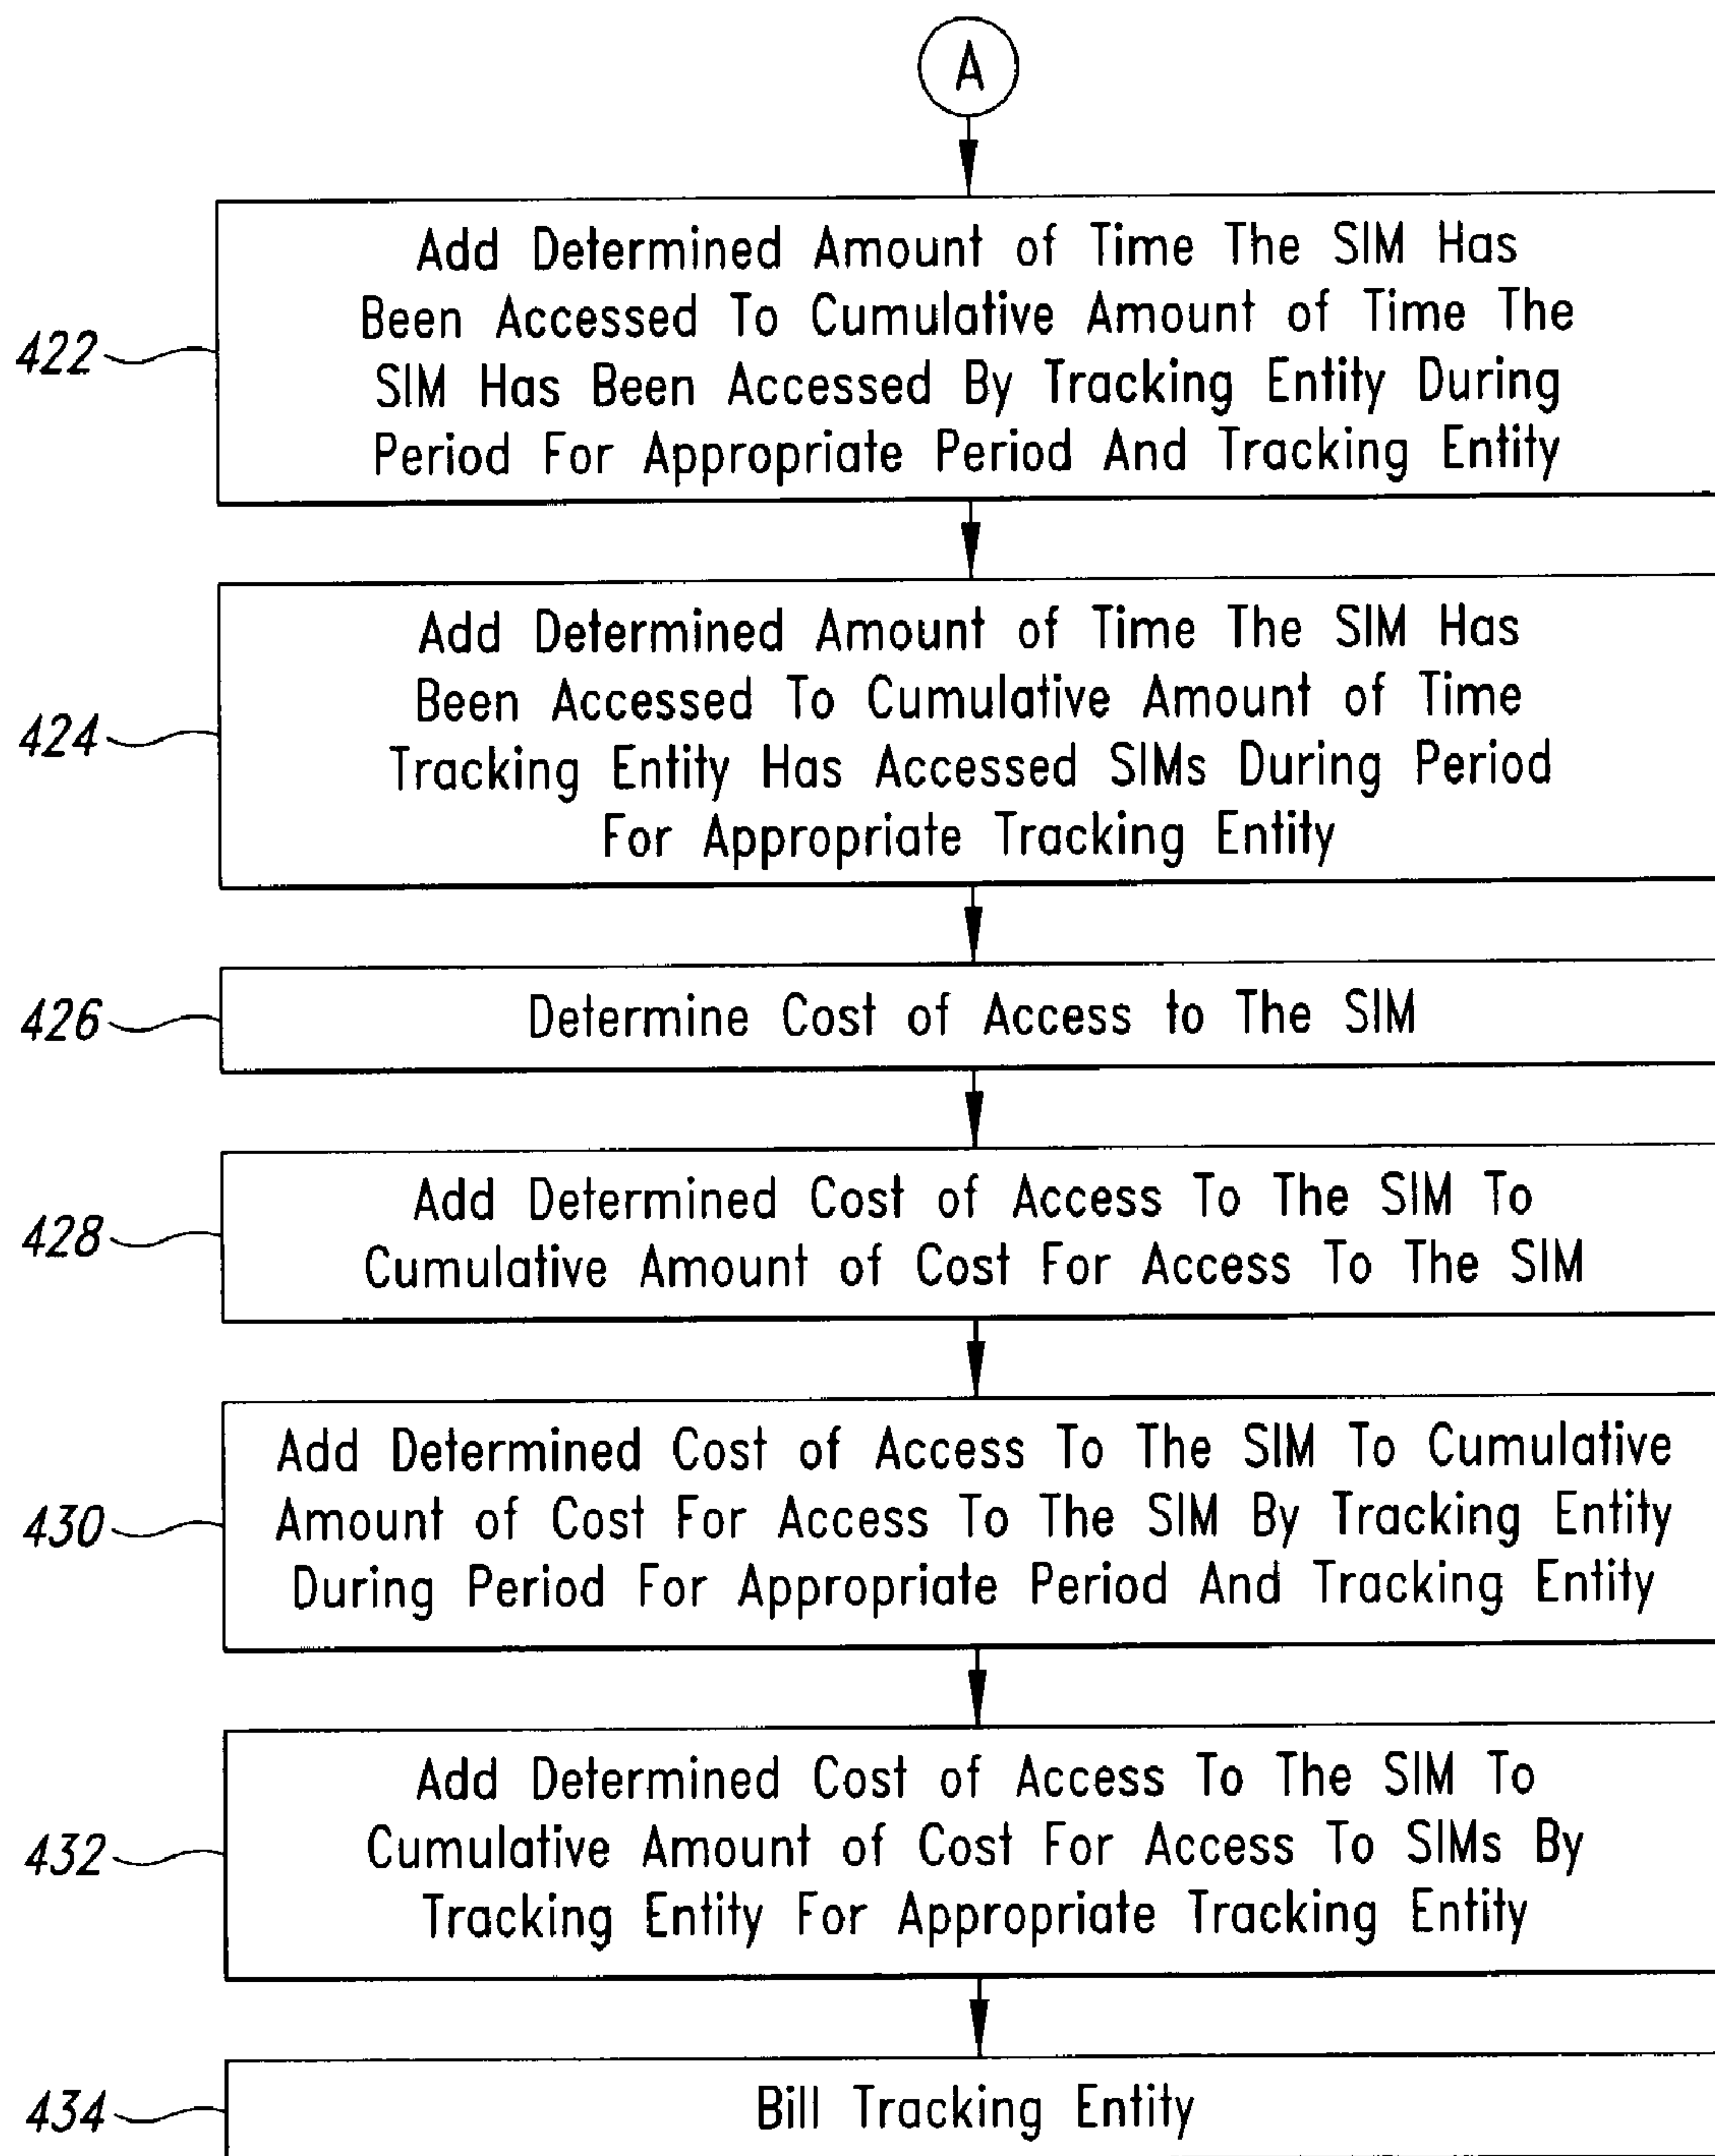 A
422
Add Determined Amount of Time The SIM Has
Been Accessed To Cumulative Amount of Time The
SIM Has Been Accessed By Tracking Entity During
Period For Appropriate Period And Tracking Entity
424
Add Determined Amount of Time The SIM Has
Been Accessed To Cumulative Amount of Time
Tracking Entity Has Accessed SIMs During Period
For Appropriate Tracking Entity
426
Determine Cost of Access to The SIM
428
Add Determined Cost of Access To The SIM To
Cumulative Amount of Cost For Access To The SIM
430
Add Determined Cost of Access To The SIM To Cumulative
Amount of Cost For Access To The SIM By Tracking Entity
During Period For Appropriate Period And Tracking Entity
432
Add Determined Cost of Access To The SIM To
Cumulative Amount of Cost For Access To SIMs By
Tracking Entity For Appropriate Tracking Entity
434
Bill Tracking Entity